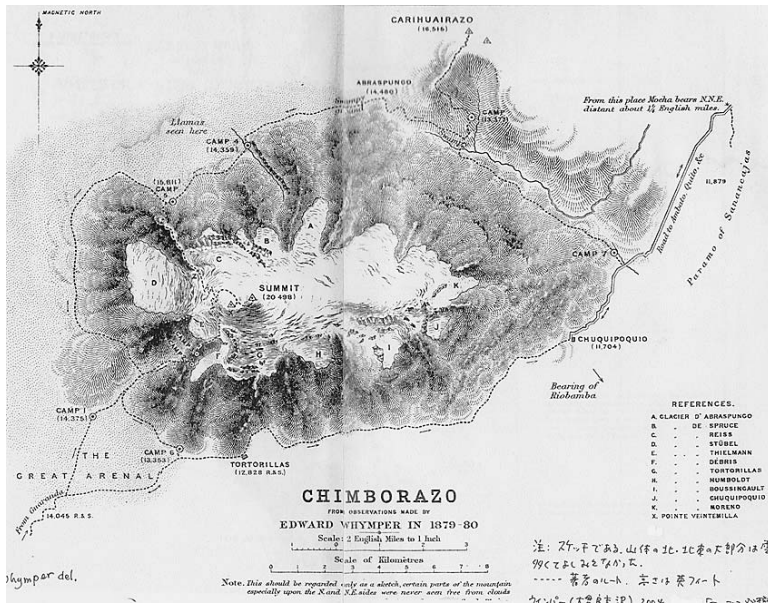 MAGNETIC NORTH
CARIHUAIRAZO
(16,515)
ABRASPUNGO
(14,480)
From this place Mocha bears N.N.E.
distant about 1¼ English miles.
CAMP
Llamas
seen here
CAMP 4
(14,359)
(15,811)
CAMP
11,879
Road to Ambato, Quito, &c
Paramo of Sanancajas
CAMP 7
A
B
C
D
SUMMIT
(20,498)
K
J
I
H
G
CHUQUIPOQUIO
(11,704)
Bearing of
Riobamba
CAMP 1
(14,375)
THE
GREAT ARENAL
CAMP 6
(13,353)
TORTORILLAS
(12,828 R.&S.)
From Guaranda
14,045 R.&S.
REFERENCES.
A. GLACIER D' ABRASPUNGO
B. " DE SPRUCE
C. " " REISS
D. " " STÜBEL
E. " " THIELMANN
F. " " DÉBRIS
G. " " TORTORILLAS
H. " " HUMBOLDT
I. " " BOUSSINGAULT
J. " " CHUQUIPOQUIO
K. " " MORENO
X. POINTE VEINTEMILLA
CHIMBORAZO
FROM OBSERVATIONS MADE BY
EDWARD WHYMPER IN 1879-80
Scale: 2 English Miles to 1 Inch
Scale of Kilomètres
Note. This should be regarded only as a sketch, certain parts of the mountain
especially upon the N. and N.E. sides were never seen free from clouds
hymper del.
注: スケッチである。山体の北・北東の大部分は雲
多くてよしみえなかった.
----- 著者のルート. 高さは英フィート